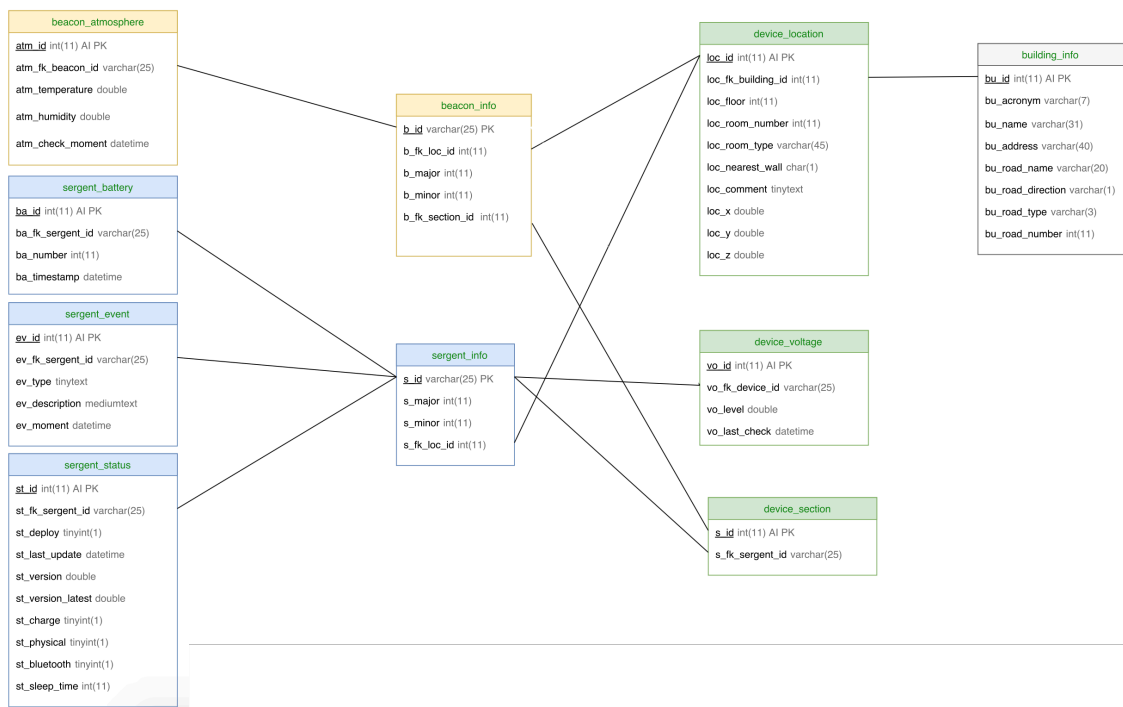 beacon_atmosphere
atm_id int(11) AI PK
atm_fk_beacon_id varchar(25)
atm_temperature double
atm_humidity double
atm_check_moment datetime
sergent_battery
ba_id int(11) AI PK
ba_fk_sergent_id varchar(25)
ba_number int(11)
ba_timestamp datetime
sergent_event
ev_id int(11) AI PK
ev_fk_sergent_id varchar(25)
ev_type tinytext
ev_description mediumtext
ev_moment datetime
sergent_status
st_id int(11) AI PK
st_fk_sergent_id varchar(25)
st_deploy tinyint(1)
st_last_update datetime
st_version double
st_version_latest double
st_charge tinyint(1)
st_physical tinyint(1)
st_bluetooth tinyint(1)
st_sleep_time int(11)
beacon_info
b_id varchar(25) PK
b_fk_loc_id int(11)
b_major int(11)
b_minor int(11)
b_fk_section_id int(11)
sergent_info
s_id varchar(25) PK
s_major int(11)
s_minor int(11)
s_fk_loc_id int(11)
device_location
loc_id int(11) AI PK
loc_fk_building_id int(11)
loc_floor int(11)
loc_room_number int(11)
loc_room_type varchar(45)
loc_nearest_wall char(1)
loc_comment tinytext
loc_x double
loc_y double
loc_z double
device_voltage
vo_id int(11) AI PK
vo_fk_device_id varchar(25)
vo_level double
vo_last_check datetime
device_section
s_id int(11) AI PK
s_fk_sergent_id varchar(25)
building_info
bu_id int(11) AI PK
bu_acronym varchar(7)
bu_name varchar(31)
bu_address varchar(40)
bu_road_name varchar(20)
bu_road_direction varchar(1)
bu_road_type varchar(3)
bu_road_number int(11)